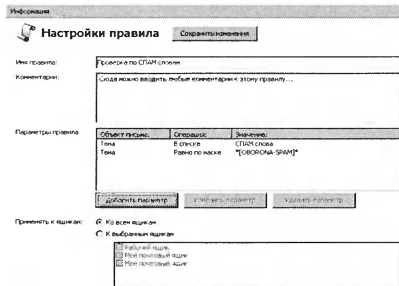 Информация
Настройки правила
Сохранить изменения
Имя правила:
Проверка по СПАМ словам
Комментарии:
Сюда можно вводить любые комментарии к этому правилу...
Параметры правила
Объект письма: Операция: Значение:
Тема В списке СПАМ слова
Тема Равно по маске *[OBORONA-SPAM]*
Добавить параметр Изменить параметр Удалить параметр
Применять к ящикам:
Ко всем ящикам
К выбранным ящикам
Рабочий ящик
Мой почтовый ящик
Мой почтовый ящик